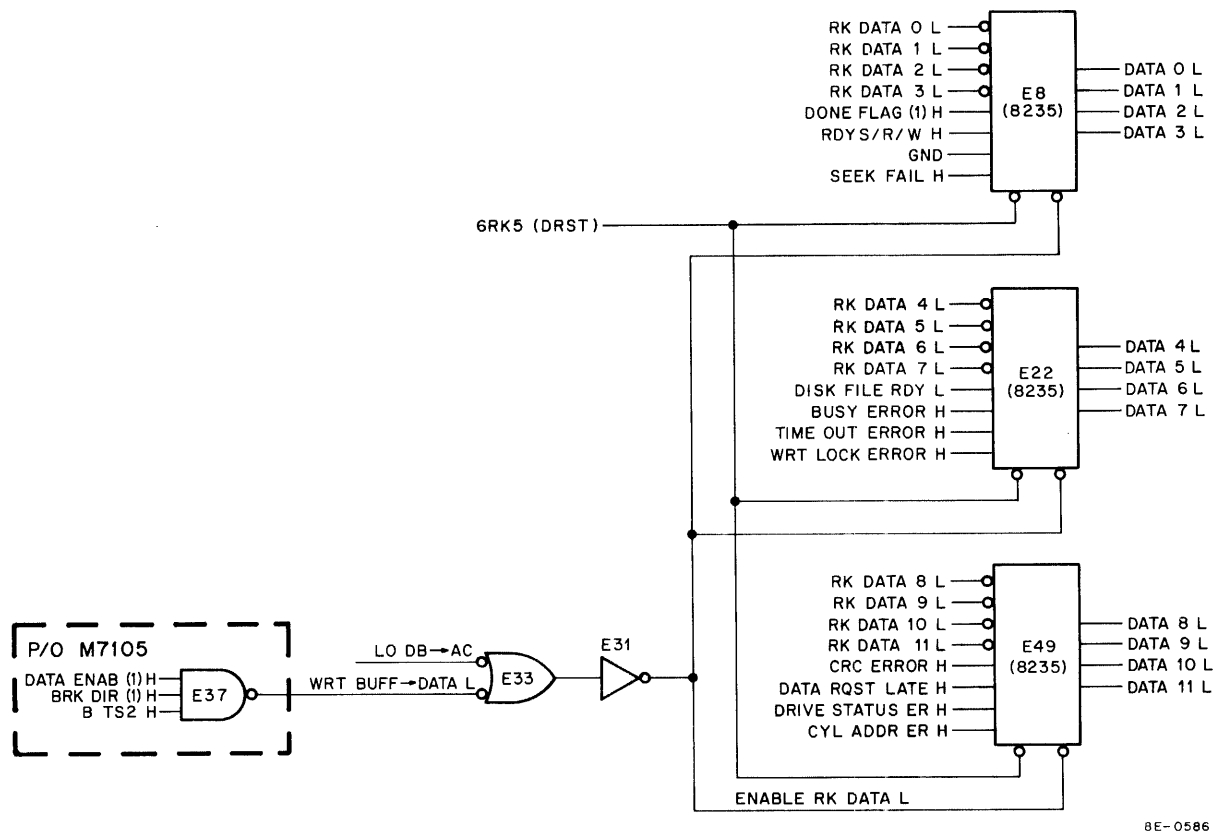 RK DATA 0 L
RK DATA 1 L
RK DATA 2 L
RK DATA 3 L
DONE FLAG (1) H
RDY S/R/W H
GND
SEEK FAIL H
E8
(8235)
DATA 0 L
DATA 1 L
DATA 2 L
DATA 3 L
6RK5 (DRST)
RK DATA 4 L
RK DATA 5 L
RK DATA 6 L
RK DATA 7 L
DISK FILE RDY L
BUSY ERROR H
TIME OUT ERROR H
WRT LOCK ERROR H
E22
(8235)
DATA 4 L
DATA 5 L
DATA 6 L
DATA 7 L
RK DATA 8 L
RK DATA 9 L
RK DATA 10 L
RK DATA 11 L
CRC ERROR H
DATA RQST LATE H
DRIVE STATUS ER H
CYL ADDR ER H
E49
(8235)
DATA 8 L
DATA 9 L
DATA 10 L
DATA 11 L
P/O M7105
DATA ENAB (1) H
BRK DIR (1) H
B TS2 H
E37
LO DB→AC
WRT BUFF→DATA L
E33
E31
ENABLE RK DATA L
8E-0586